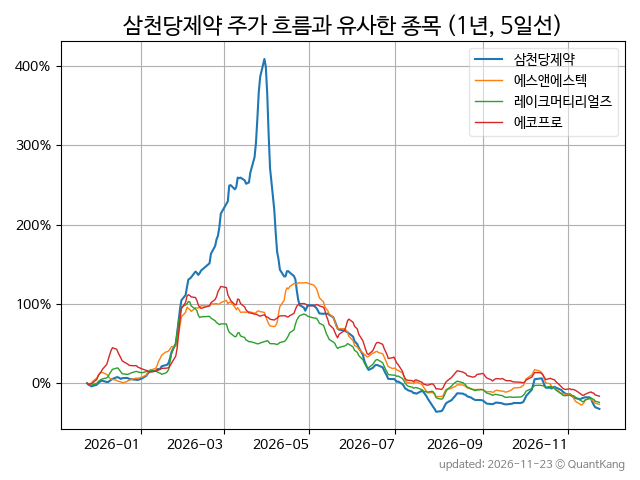 삼천당제약 주가 흐름과 유사한 종목 (1년, 5일선)
삼천당제약
에스앤에스텍
레이크머티리얼즈
에코프로
400%
300%
200%
100%
0%
2026-01 2026-03 2026-05 2026-07 2026-09 2026-11
updated: 2026-11-23 © QuantKang